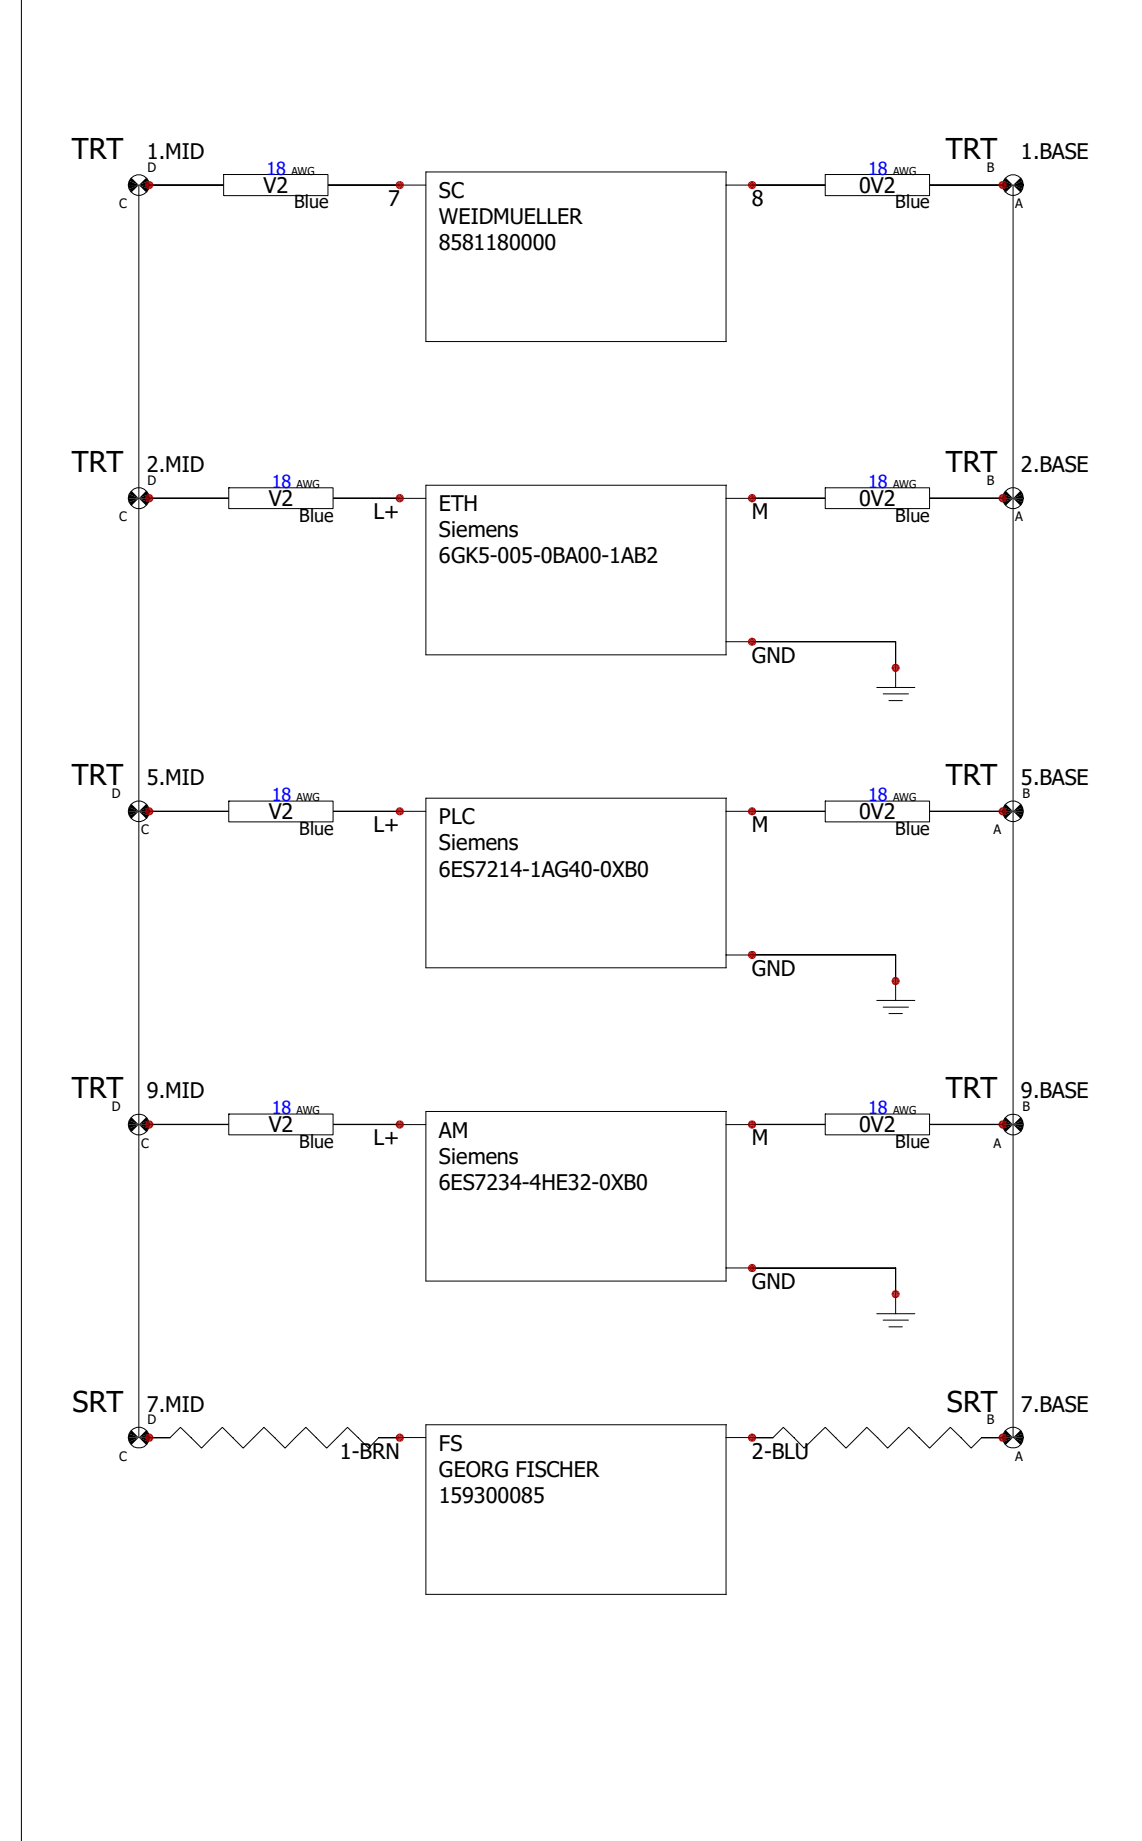 TRT 1.MID
D
C
18 AWG
V2
Blue
7
SC
WEIDMUELLER
8581180000
8
18 AWG
0V2
Blue
TRT 1.BASE
B
A
TRT 2.MID
D
C
18 AWG
V2
Blue
L+
ETH
Siemens
6GK5-005-0BA00-1AB2
M
GND
18 AWG
0V2
Blue
TRT 2.BASE
B
A
TRT 5.MID
D
C
18 AWG
V2
Blue
L+
PLC
Siemens
6ES7214-1AG40-0XB0
M
GND
18 AWG
0V2
Blue
TRT 5.BASE
B
A
TRT 9.MID
D
C
18 AWG
V2
Blue
L+
AM
Siemens
6ES7234-4HE32-0XB0
M
GND
18 AWG
0V2
Blue
TRT 9.BASE
B
A
SRT 7.MID
D
C
1-BRN
FS
GEORG FISCHER
159300085
2-BLU
SRT 7.BASE
B
A